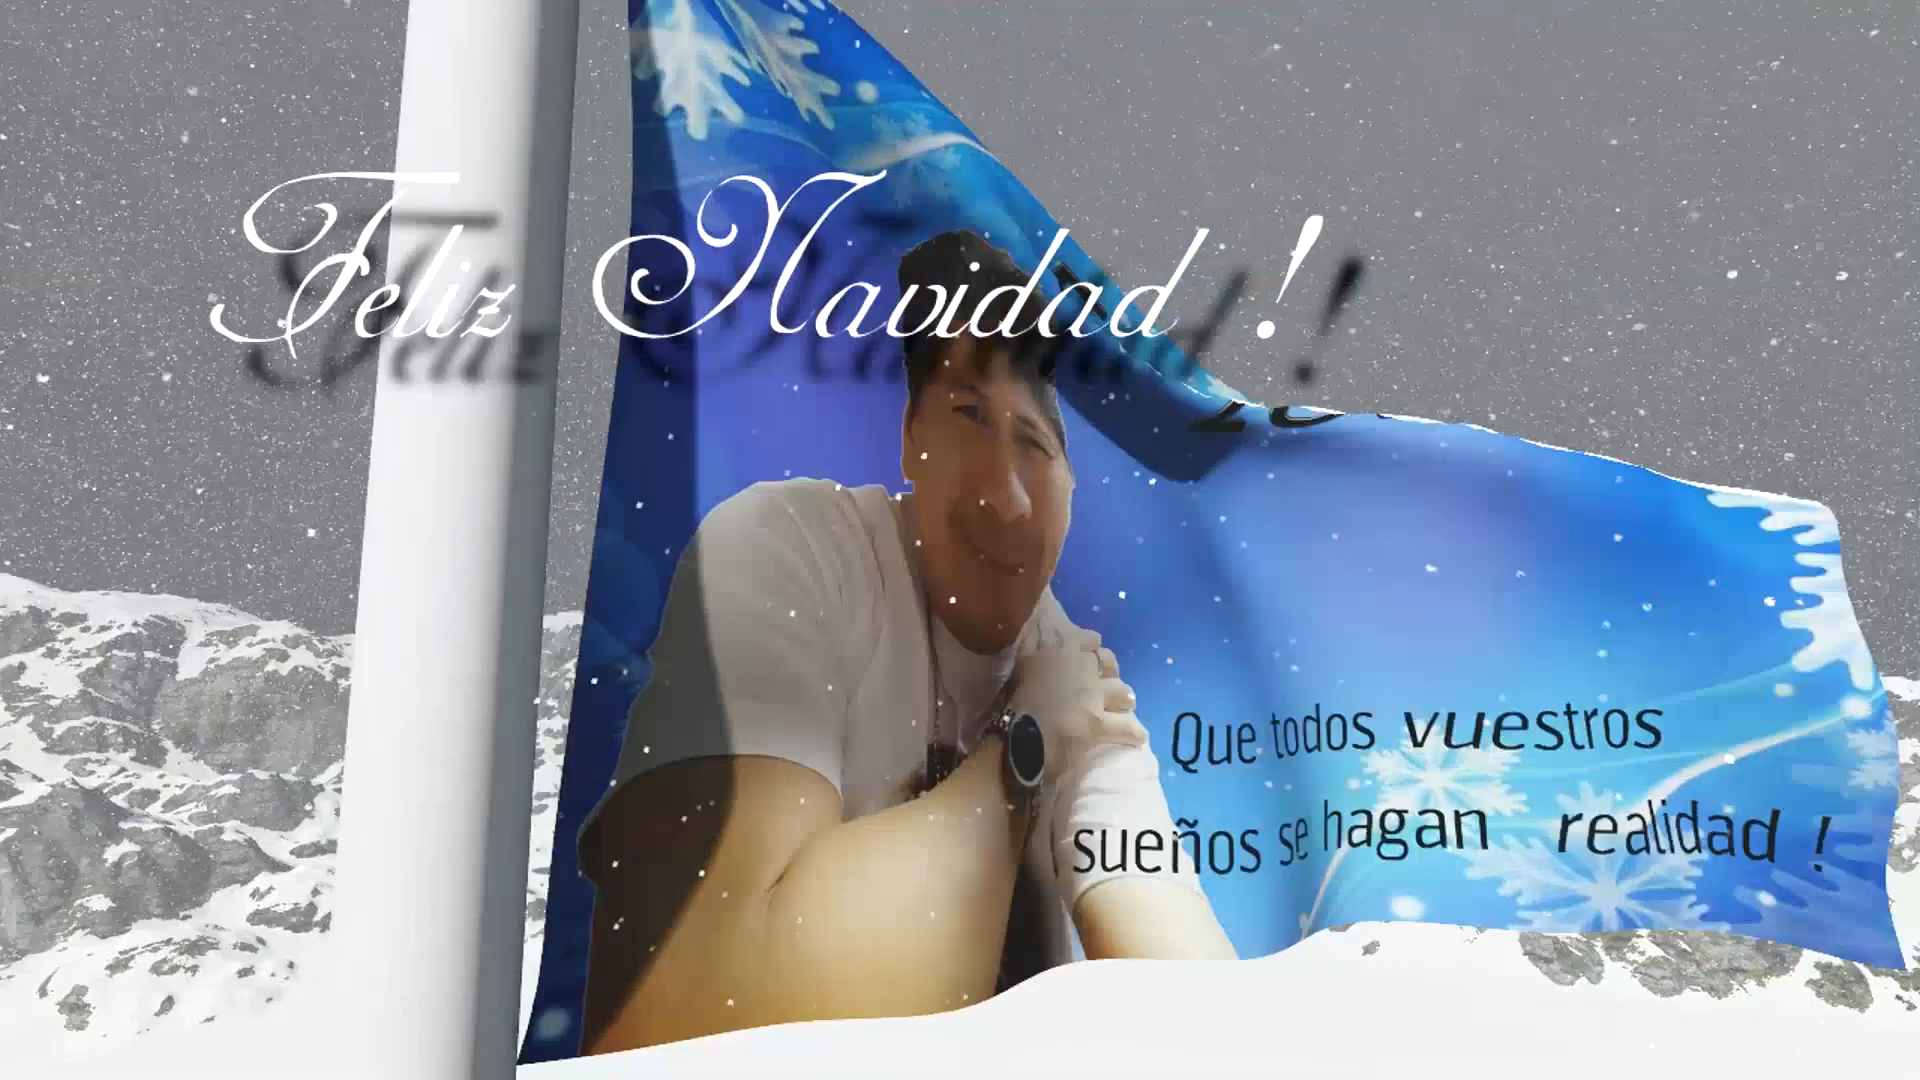 Feliz Navidad !
Que todos vuestros
sueños se hagan realidad !